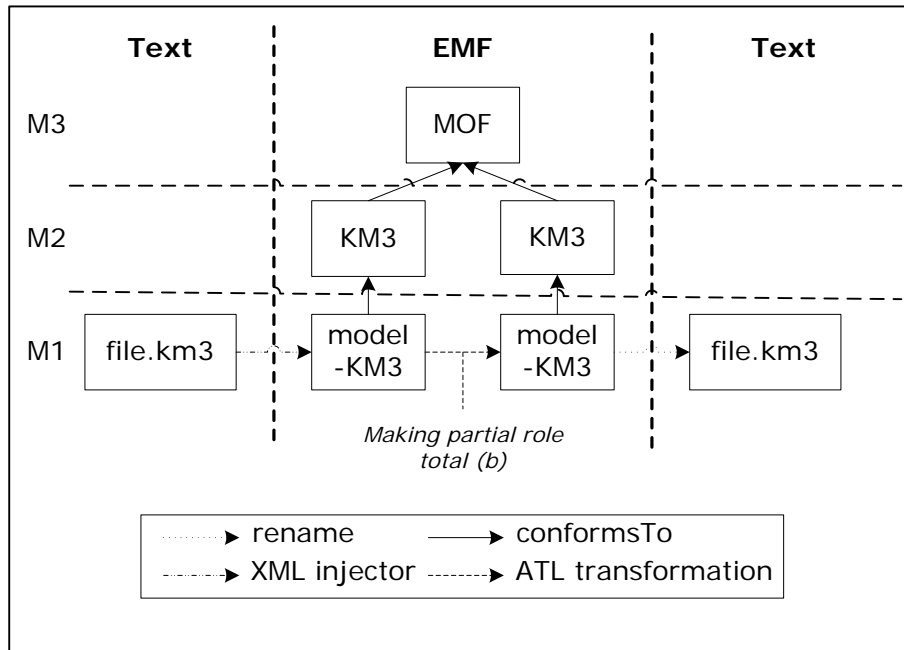 Text
EMF
Text
M3
MOF
M2
KM3
KM3
M1
file.km3
model
-KM3
model
-KM3
file.km3
Making partial role
total (b)
rename
conformsTo
XML injector
ATL transformation